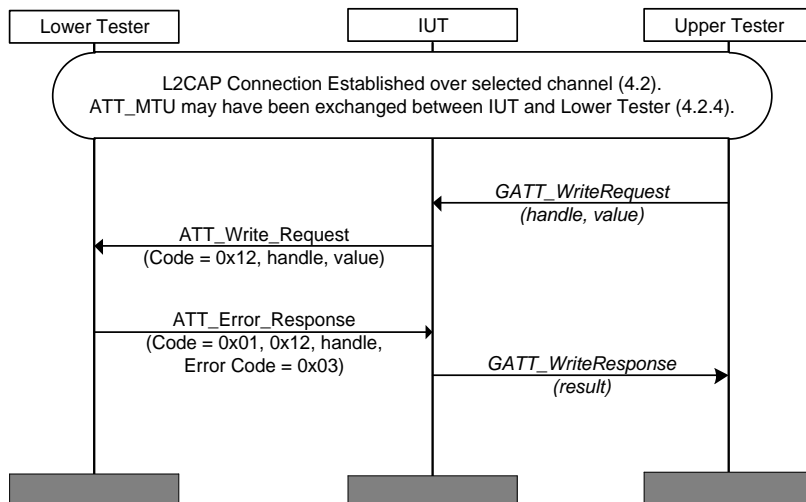 Lower Tester
IUT
Upper Tester
L2CAP Connection Established over selected channel (4.2).
ATT_MTU may have been exchanged between IUT and Lower Tester (4.2.4).
GATT_WriteRequest
(handle, value)
ATT_Write_Request
(Code = 0x12, handle, value)
ATT_Error_Response
(Code = 0x01, 0x12, handle,
Error Code = 0x03)
GATT_WriteResponse
(result)